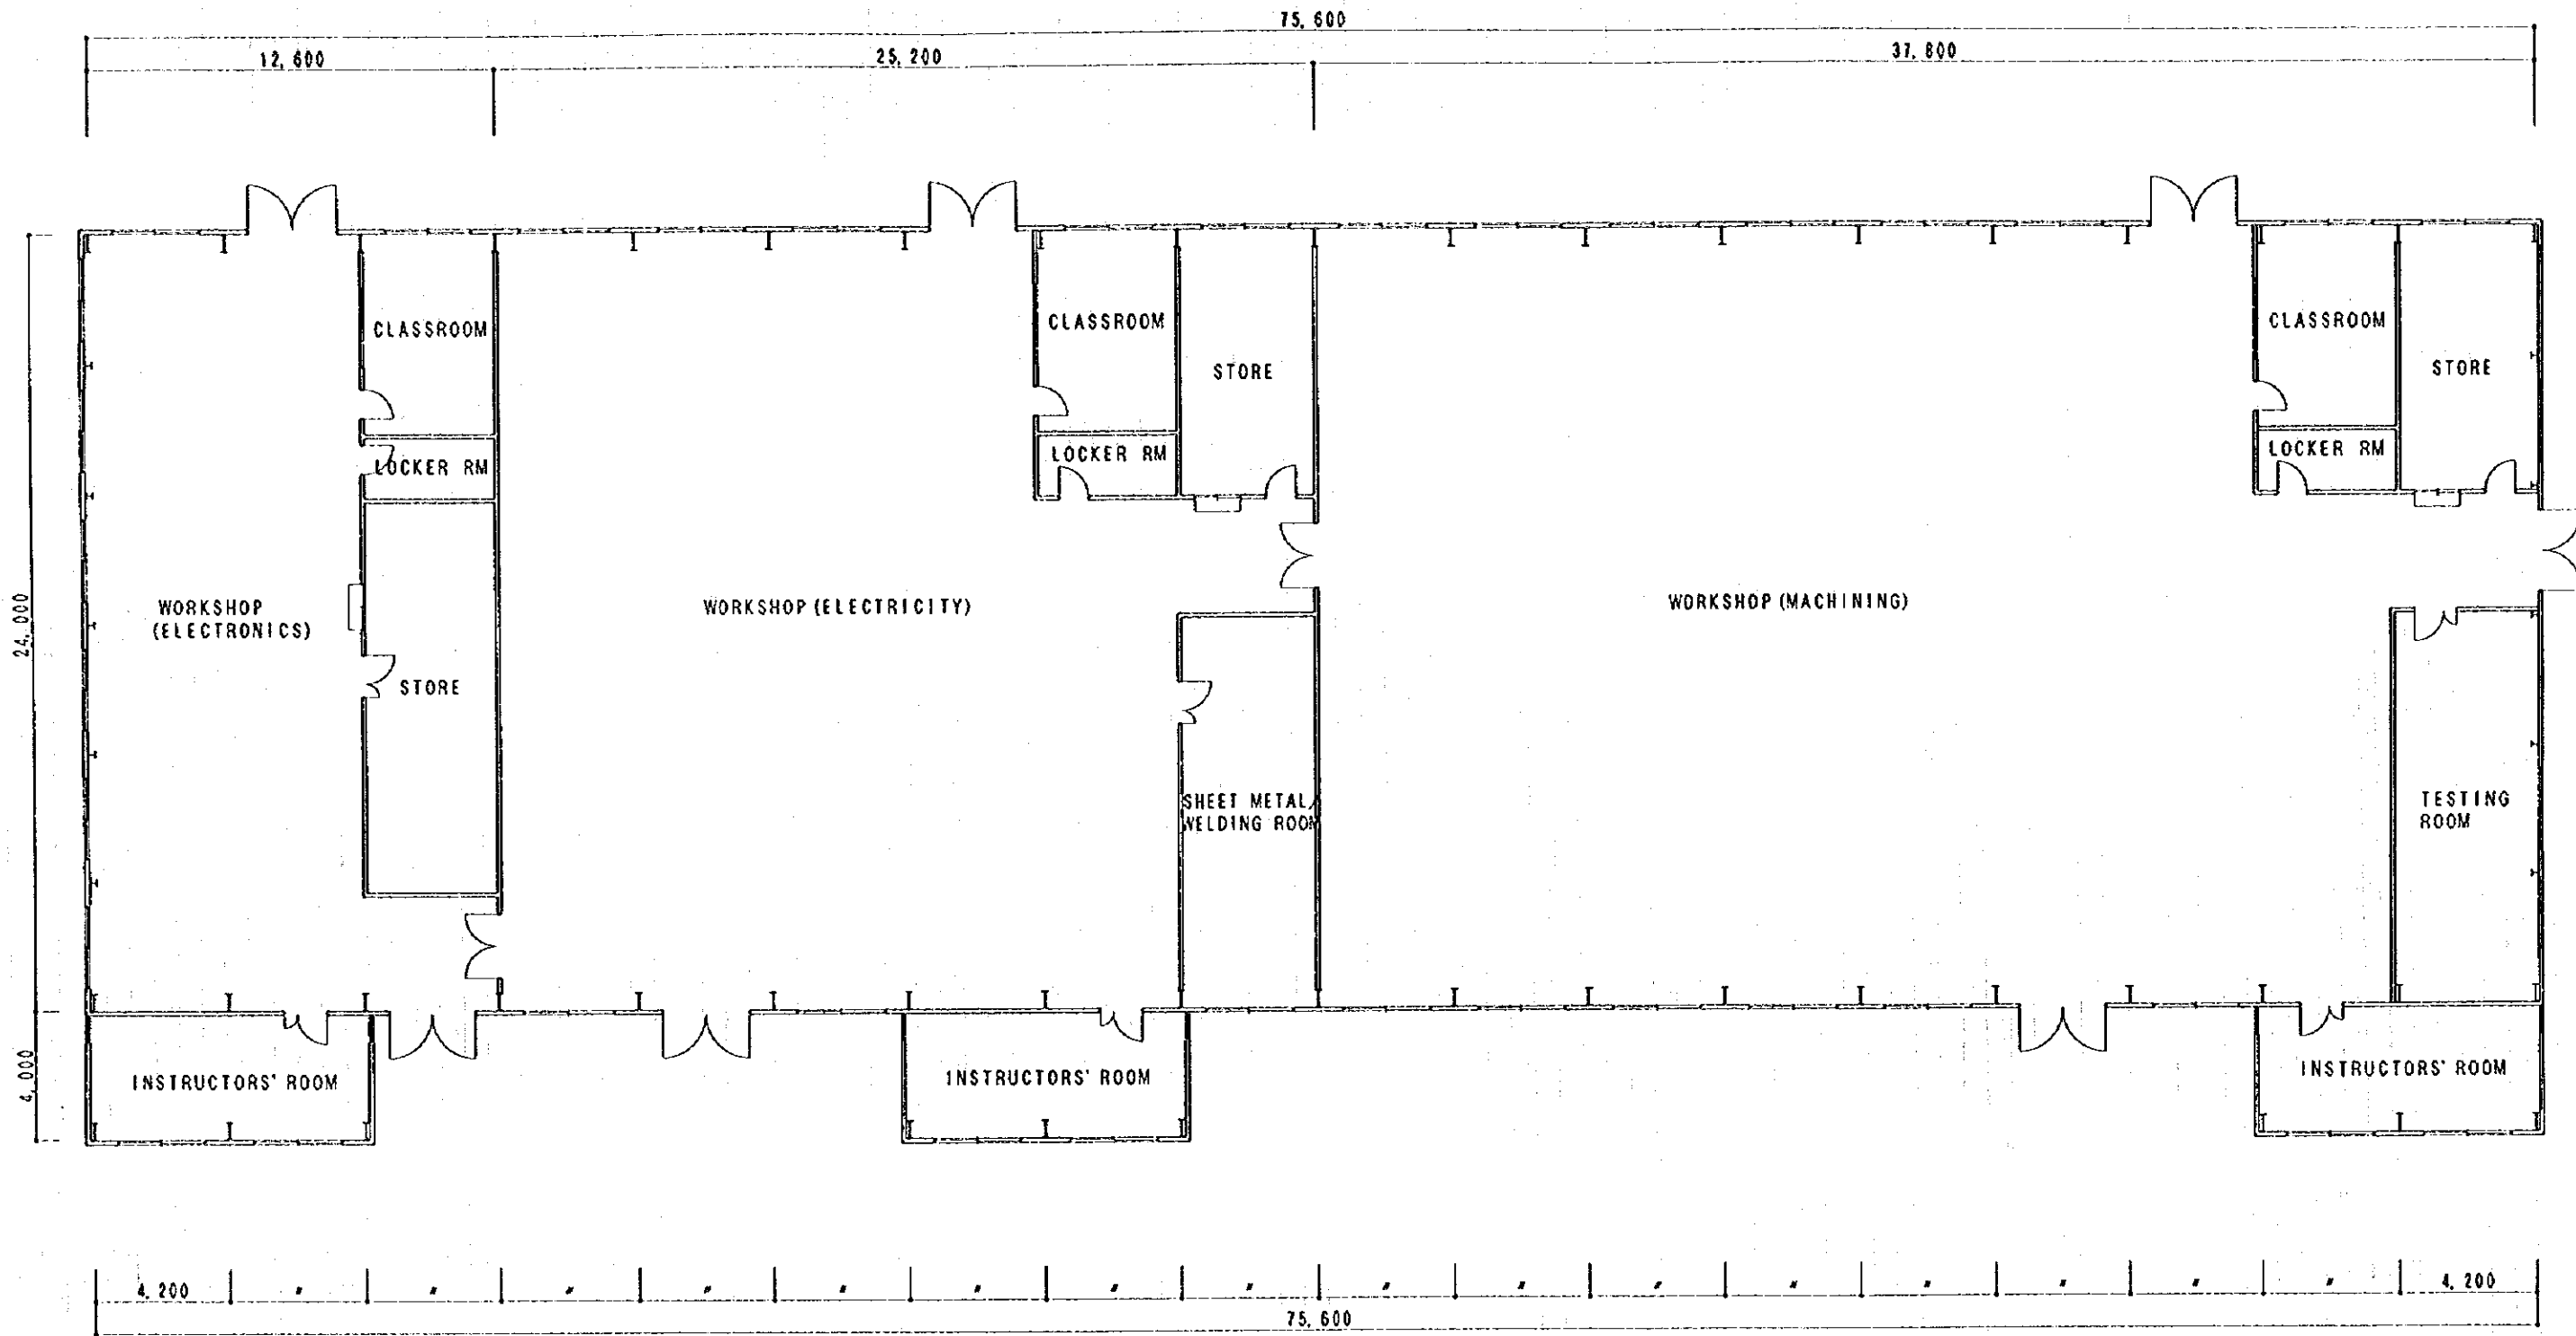 75,600
12,600
25,200
37,800
CLASSROOM
CLASSROOM
STORE
CLASSROOM
STORE
LOCKER RM
LOCKER RM
LOCKER RM
24,000
WORKSHOP
(ELECTRONICS)
WORKSHOP (ELECTRICITY)
WORKSHOP (MACHINING)
STORE
SHEET METAL/
WELDING ROOM
TESTING
ROOM
4,000
INSTRUCTORS' ROOM
INSTRUCTORS' ROOM
INSTRUCTORS' ROOM
4,200 〃 〃 〃 〃 〃 〃 〃 〃 〃 〃 〃 〃 〃 〃 〃 〃 4,200
75,600